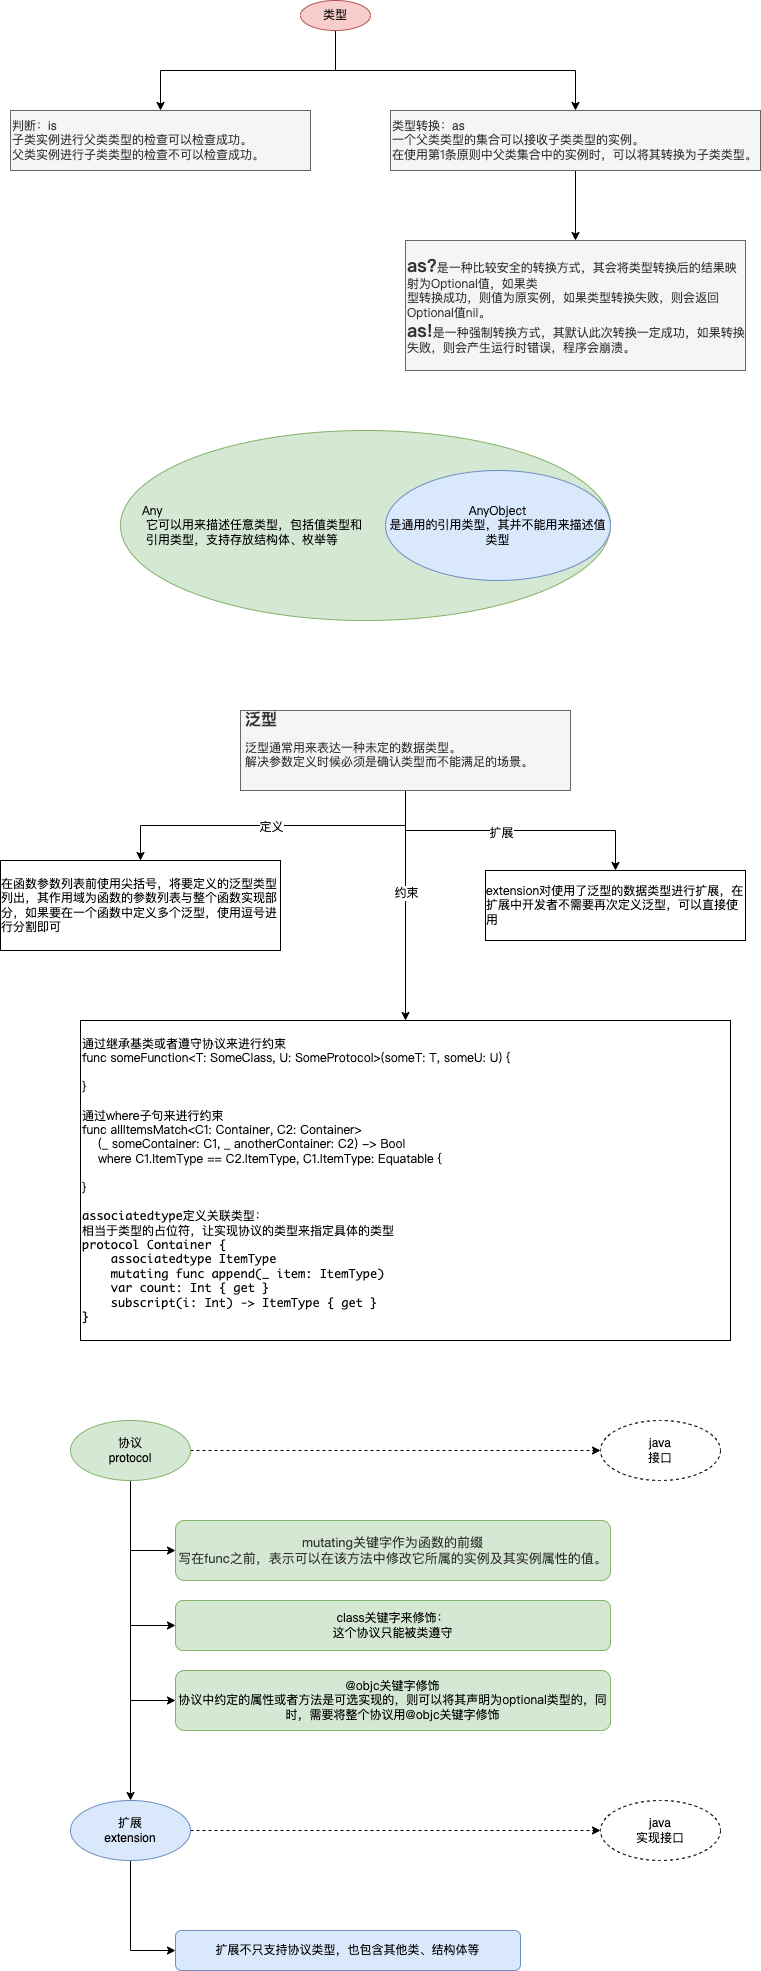 类型
判断：is
子类实例进行父类类型的检查可以检查成功。
父类实例进行子类类型的检查不可以检查成功。
类型转换：as
一个父类类型的集合可以接收子类类型的实例。
在使用第1条原则中父类集合中的实例时，可以将其转换为子类类型。
as?是一种比较安全的转换方式，其会将类型转换后的结果映
射为Optional值，如果类
型转换成功，则值为原实例，如果类型转换失败，则会返回
Optional值nil。
as!是一种强制转换方式，其默认此次转换一定成功，如果转换
失败，则会产生运行时错误，程序会崩溃。
Any
它可以用来描述任意类型，包括值类型和
引用类型，支持存放结构体、枚举等
AnyObject
是通用的引用类型，其并不能用来描述值
类型
泛型
泛型通常用来表达一种未定的数据类型。
解决参数定义时候必须是确认类型而不能满足的场景。
定义
扩展
约束
在函数参数列表前使用尖括号，将要定义的泛型类型
列出，其作用域为函数的参数列表与整个函数实现部
分，如果要在一个函数中定义多个泛型，使用逗号进
行分割即可
extension对使用了泛型的数据类型进行扩展，在
扩展中开发者不需要再次定义泛型，可以直接使
用
通过继承基类或者遵守协议来进行约束
func someFunction<T: SomeClass, U: SomeProtocol>(someT: T, someU: U) {
}
通过where子句来进行约束
func allItemsMatch<C1: Container, C2: Container>
(_ someContainer: C1, _ anotherContainer: C2) -> Bool
where C1.ItemType == C2.ItemType, C1.ItemType: Equatable {
}
associatedtype定义关联类型：
相当于类型的占位符，让实现协议的类型来指定具体的类型
protocol Container {
associatedtype ItemType
mutating func append(_ item: ItemType)
var count: Int { get }
subscript(i: Int) -> ItemType { get }
}
协议
protocol
java
接口
mutating关键字作为函数的前缀
写在func之前，表示可以在该方法中修改它所属的实例及其实例属性的值。
class关键字来修饰：
这个协议只能被类遵守
@objc关键字修饰
协议中约定的属性或者方法是可选实现的，则可以将其声明为optional类型的，同
时，需要将整个协议用@objc关键字修饰
扩展
extension
java
实现接口
扩展不只支持协议类型，也包含其他类、结构体等